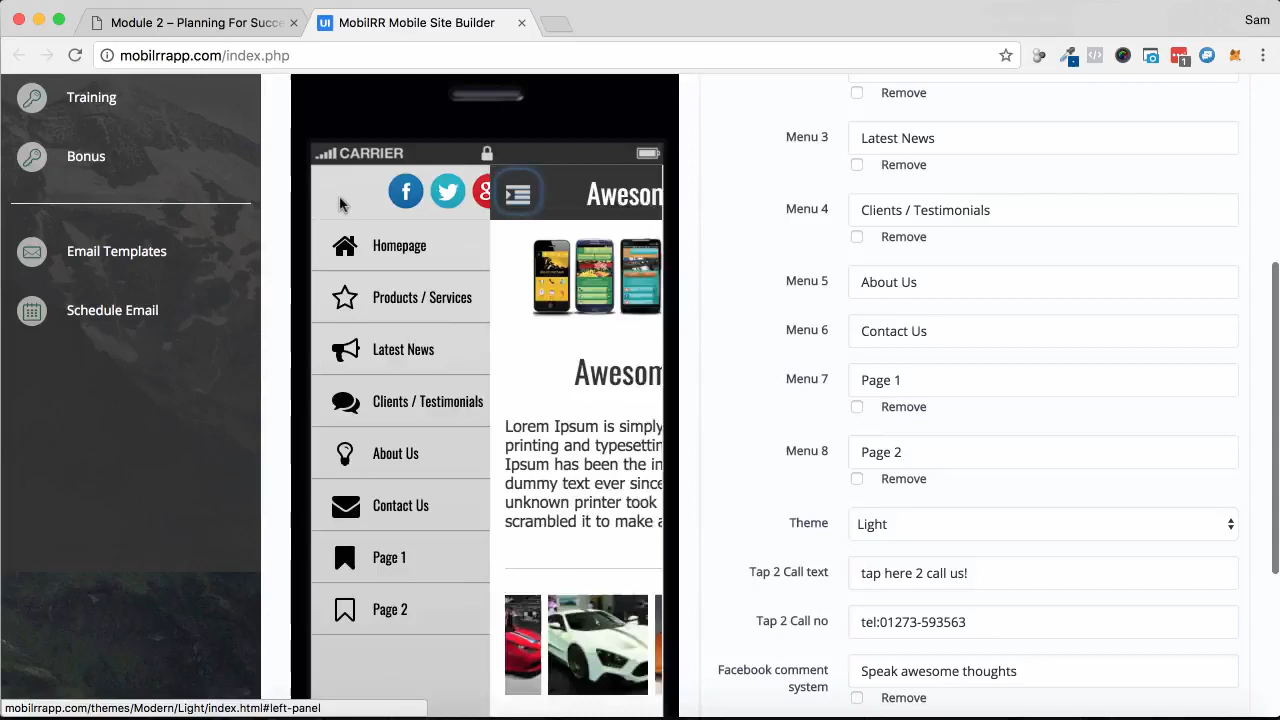 Module 2 – Planning For Succe
MobilRR Mobile Site Builder
Sam
mobilrrapp.com/index.php
1
Training
Bonus
Email Templates
Schedule Email
CARRIER
Awesom
Homepage
Products / Services
Latest News
Clients / Testimonials
About Us
Contact Us
Page 1
Page 2
Awesom
Lorem Ipsum is simply
printing and typesettin
Ipsum has been the in
dummy text ever since
unknown printer took
scrambled it to make a
Remove
Menu 3 Latest News
Remove
Menu 4 Clients / Testimonials
Remove
Menu 5 About Us
Menu 6 Contact Us
Menu 7 Page 1
Remove
Menu 8 Page 2
Remove
Theme Light
Tap 2 Call text tap here 2 call us!
Tap 2 Call no tel:01273-593563
Facebook comment system Speak awesome thoughts
Remove
mobilrrapp.com/themes/Modern/Light/index.html#left-panel